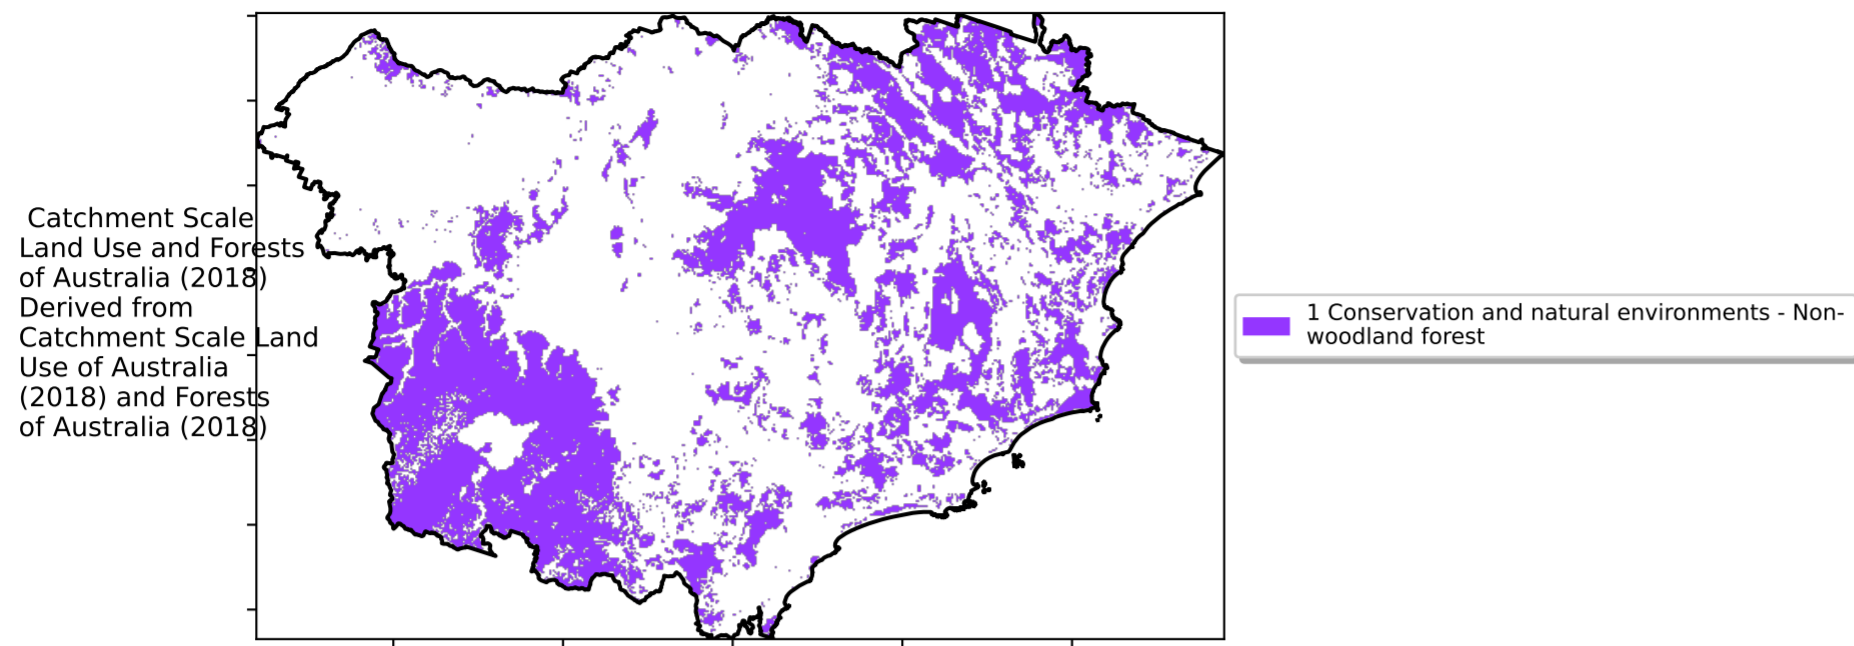 Catchment Scale
Land Use and Forests
of Australia (2018)
Derived from
Catchment Scale Land
Use of Australia
(2018) and Forests
of Australia (2018)
1 Conservation and natural environments - Non-
woodland forest